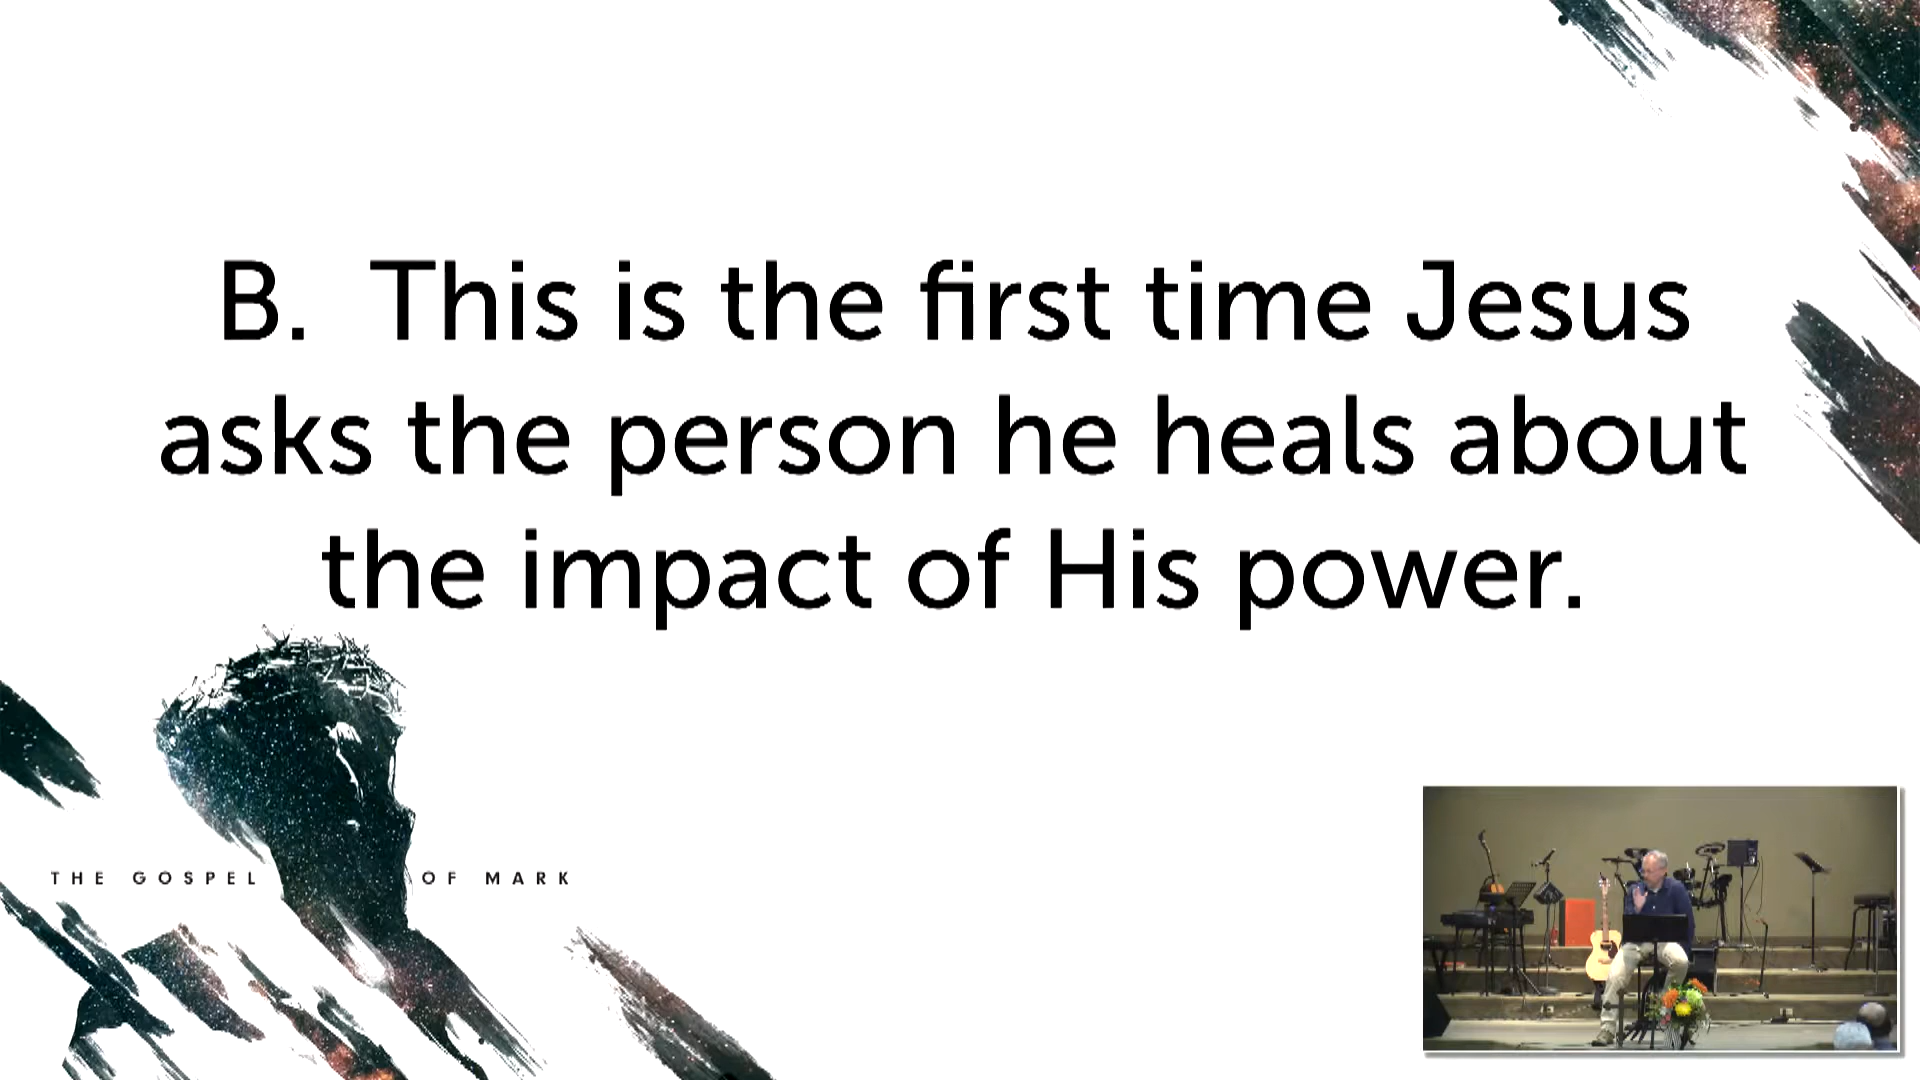 B.  This is the first time Jesus
asks the person he heals about
the impact of His power.
THE GOSPEL OF MARK